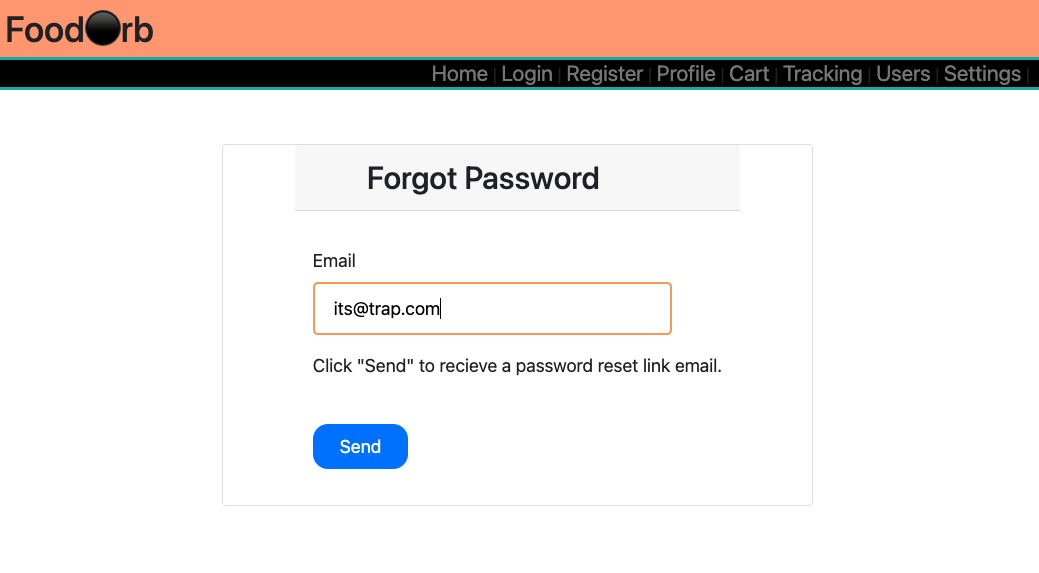 Food⚫rb
Home | Login | Register | Profile | Cart | Tracking | Users | Settings |
Forgot Password
Email
its@trap.com
Click "Send" to recieve a password reset link email.
Send